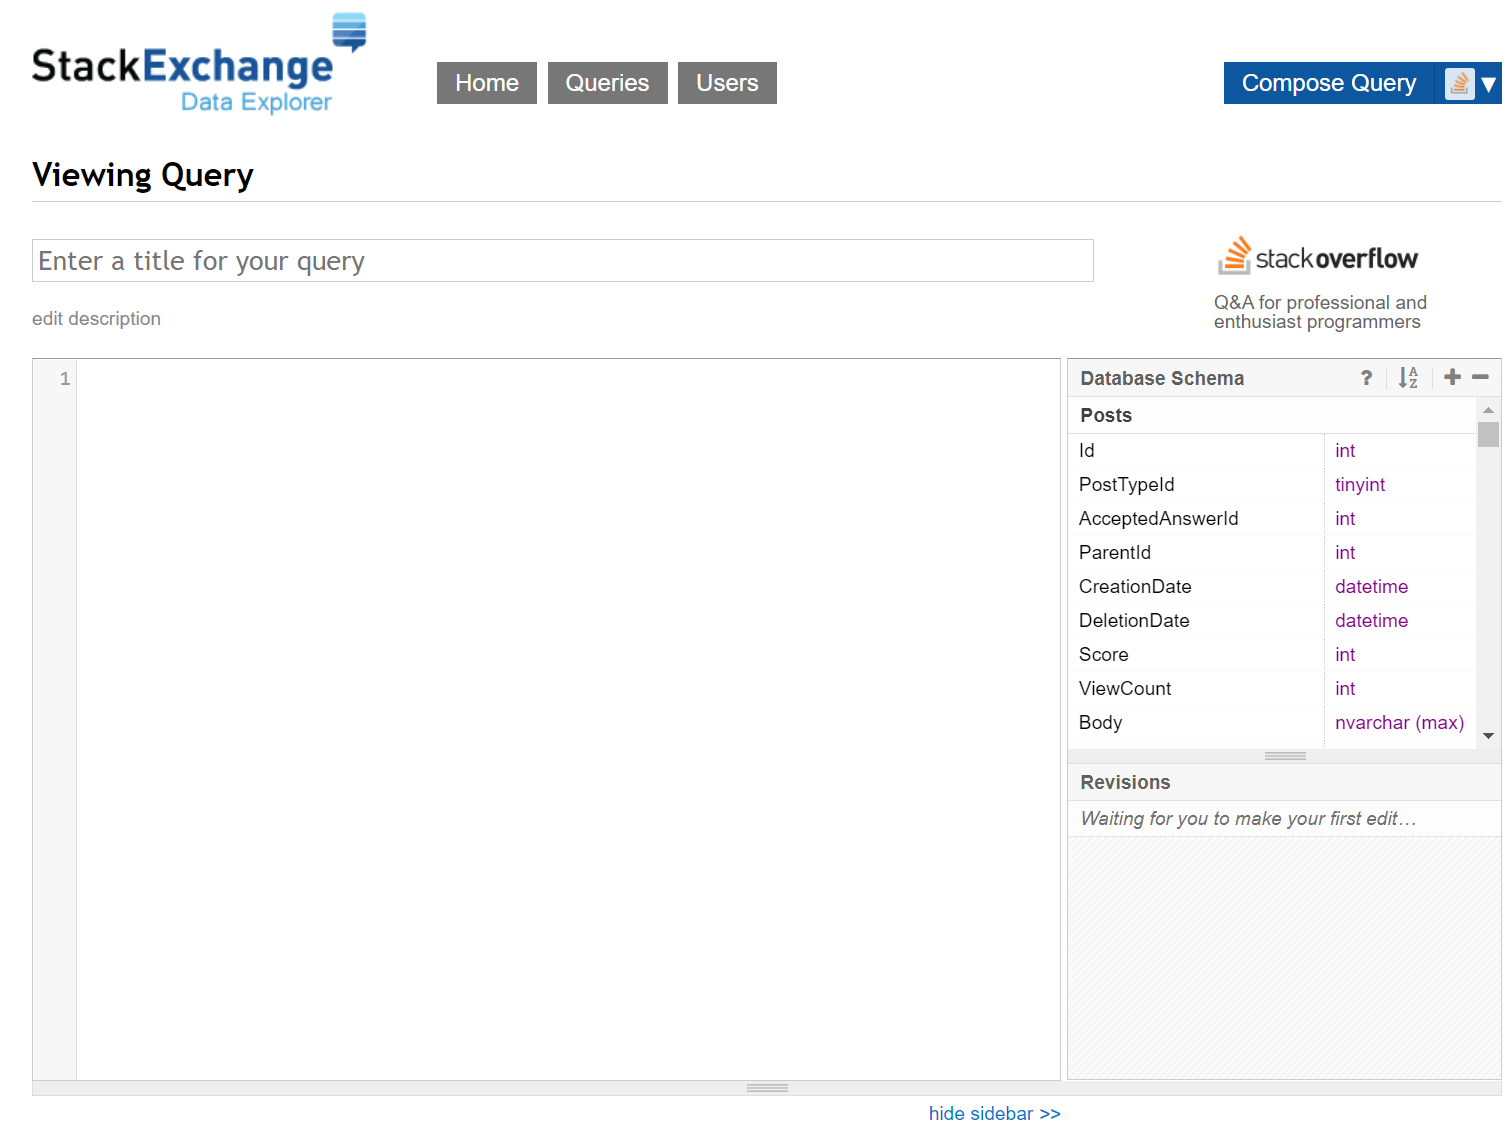 StackExchange
Data Explorer
Home
Queries
Users
Compose Query
Viewing Query
Enter a title for your query
stackoverflow
edit description
Q&A for professional and
enthusiast programmers
1
Database Schema
?
A
Z
Posts
Id int
PostTypeId tinyint
AcceptedAnswerId int
ParentId int
CreationDate datetime
DeletionDate datetime
Score int
ViewCount int
Body nvarchar (max)
Revisions
Waiting for you to make your first edit…
hide sidebar >>